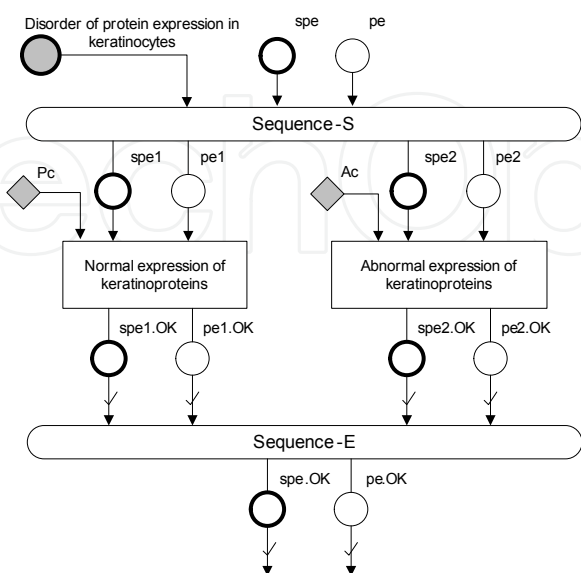 Disorder of protein expression in
keratinocytes
spe
pe
Sequence-S
spe1
pe1
spe2
pe2
Pc
Ac
Normal expression of
keratinoproteins
Abnormal expression of
keratinoproteins
spe1.OK
pe1.OK
spe2.OK
pe2.OK
Sequence-E
spe.OK
pe.OK